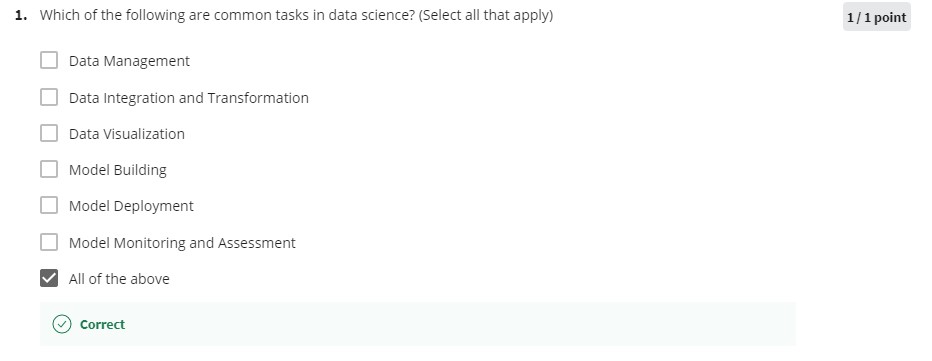 1. Which of the following are common tasks in data science? (Select all that apply)
1 / 1 point
Data Management
Data Integration and Transformation
Data Visualization
Model Building
Model Deployment
Model Monitoring and Assessment
All of the above
Correct